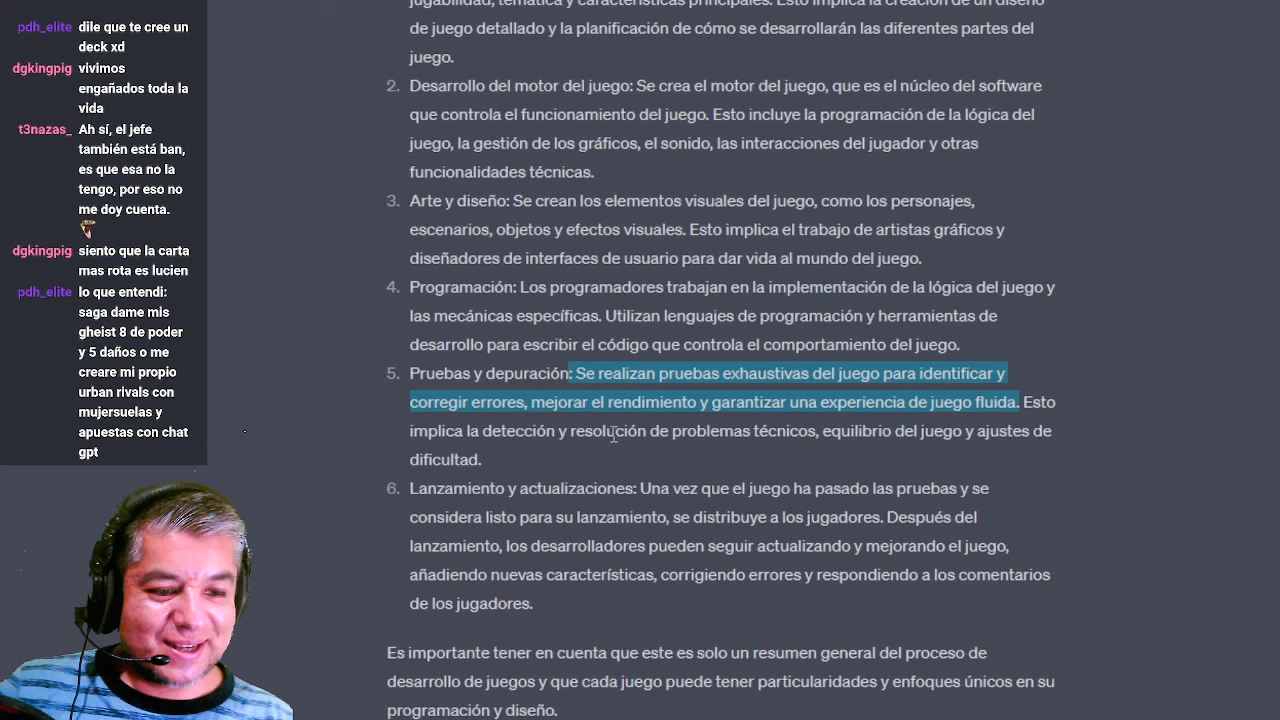 pdh_elite dile que te cree un
deck xd
dgkingpig vivimos
engañados toda la
vida
t3nazas_ Ah sí, el jefe
también está ban,
es que esa no la
tengo, por eso no
me doy cuenta.
dgkingpig siento que la carta
mas rota es lucien
pdh_elite lo que entendi:
saga dame mis
gheist 8 de poder
y 5 daños o me
creare mi propio
urban rivals con
mujersuelas y
apuestas con chat
gpt
jugabilidad, temática y características principales. Esto implica la creación de un diseño
de juego detallado y la planificación de cómo se desarrollarán las diferentes partes del
juego.
2. Desarrollo del motor del juego: Se crea el motor del juego, que es el núcleo del software
que controla el funcionamiento del juego. Esto incluye la programación de la lógica del
juego, la gestión de los gráficos, el sonido, las interacciones del jugador y otras
funcionalidades técnicas.
3. Arte y diseño: Se crean los elementos visuales del juego, como los personajes,
escenarios, objetos y efectos visuales. Esto implica el trabajo de artistas gráficos y
diseñadores de interfaces de usuario para dar vida al mundo del juego.
4. Programación: Los programadores trabajan en la implementación de la lógica del juego y
las mecánicas específicas. Utilizan lenguajes de programación y herramientas de
desarrollo para escribir el código que controla el comportamiento del juego.
5. Pruebas y depuración: Se realizan pruebas exhaustivas del juego para identificar y
corregir errores, mejorar el rendimiento y garantizar una experiencia de juego fluida. Esto
implica la detección y resolución de problemas técnicos, equilibrio del juego y ajustes de
dificultad.
6. Lanzamiento y actualizaciones: Una vez que el juego ha pasado las pruebas y se
considera listo para su lanzamiento, se distribuye a los jugadores. Después del
lanzamiento, los desarrolladores pueden seguir actualizando y mejorando el juego,
añadiendo nuevas características, corrigiendo errores y respondiendo a los comentarios
de los jugadores.
Es importante tener en cuenta que este es solo un resumen general del proceso de
desarrollo de juegos y que cada juego puede tener particularidades y enfoques únicos en su
programación y diseño.